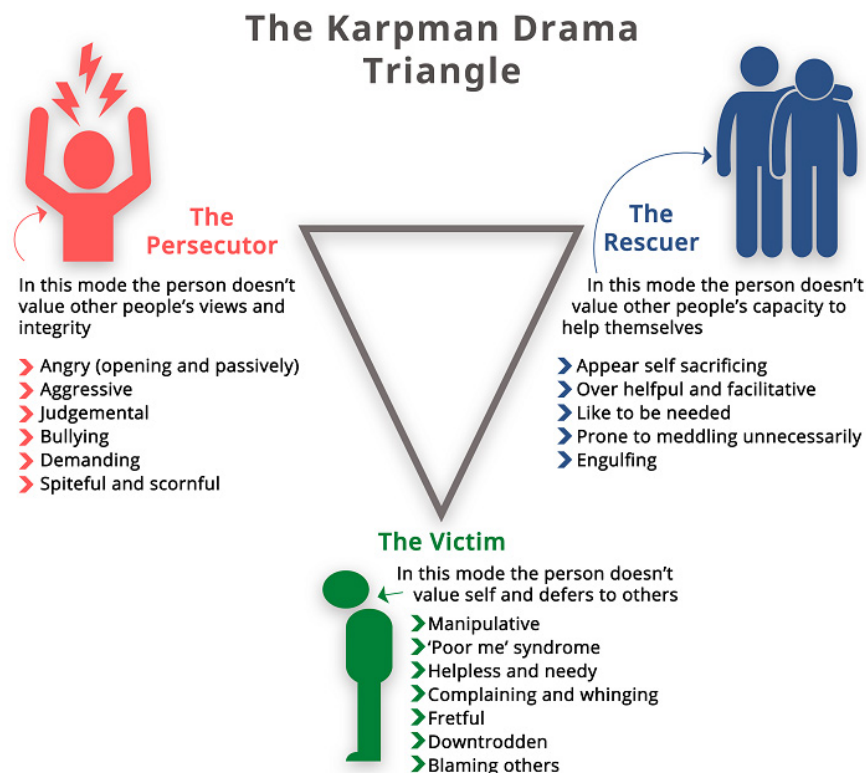 The Karpman Drama
Triangle
The
Persecutor
In this mode the person doesn't
value other people's views and
integrity
Angry (opening and passively)
Aggressive
Judgemental
Bullying
Demanding
Spiteful and scornful
The
Rescuer
In this mode the person doesn't
value other people's capacity to
help themselves
Appear self sacrificing
Over helfpul and facilitative
Like to be needed
Prone to meddling unnecessarily
Engulfing
The Victim
In this mode the person doesn't
value self and defers to others
Manipulative
'Poor me' syndrome
Helpless and needy
Complaining and whinging
Fretful
Downtrodden
Blaming others